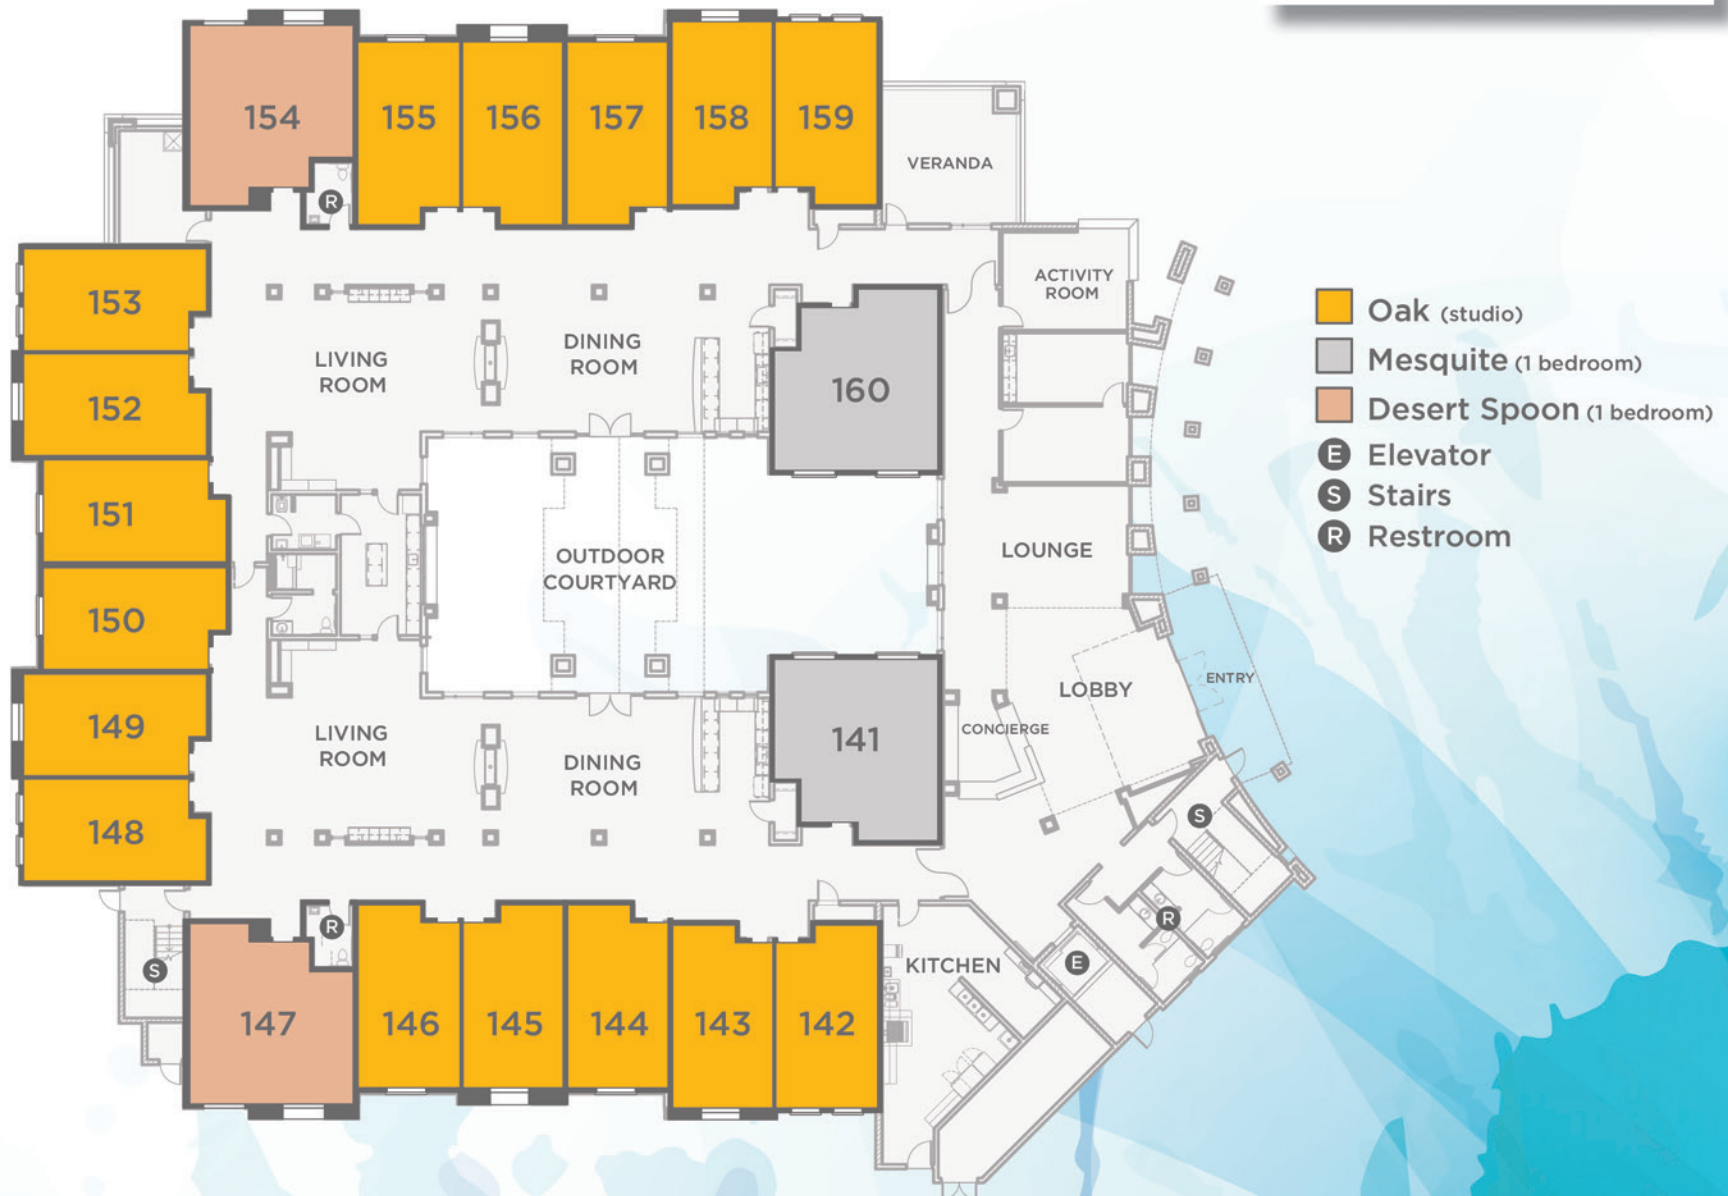 154
155
156
157
158
159
R
VERANDA
153
152
151
150
149
148
LIVING
ROOM
DINING
ROOM
160
ACTIVITY
ROOM
OUTDOOR
COURTYARD
LOUNGE
LOBBY
ENTRY
CONCIERGE
LIVING
ROOM
DINING
ROOM
141
S
R
S
R
E
KITCHEN
147
146
145
144
143
142
Oak (studio)
Mesquite (1 bedroom)
Desert Spoon (1 bedroom)
E Elevator
S Stairs
R Restroom